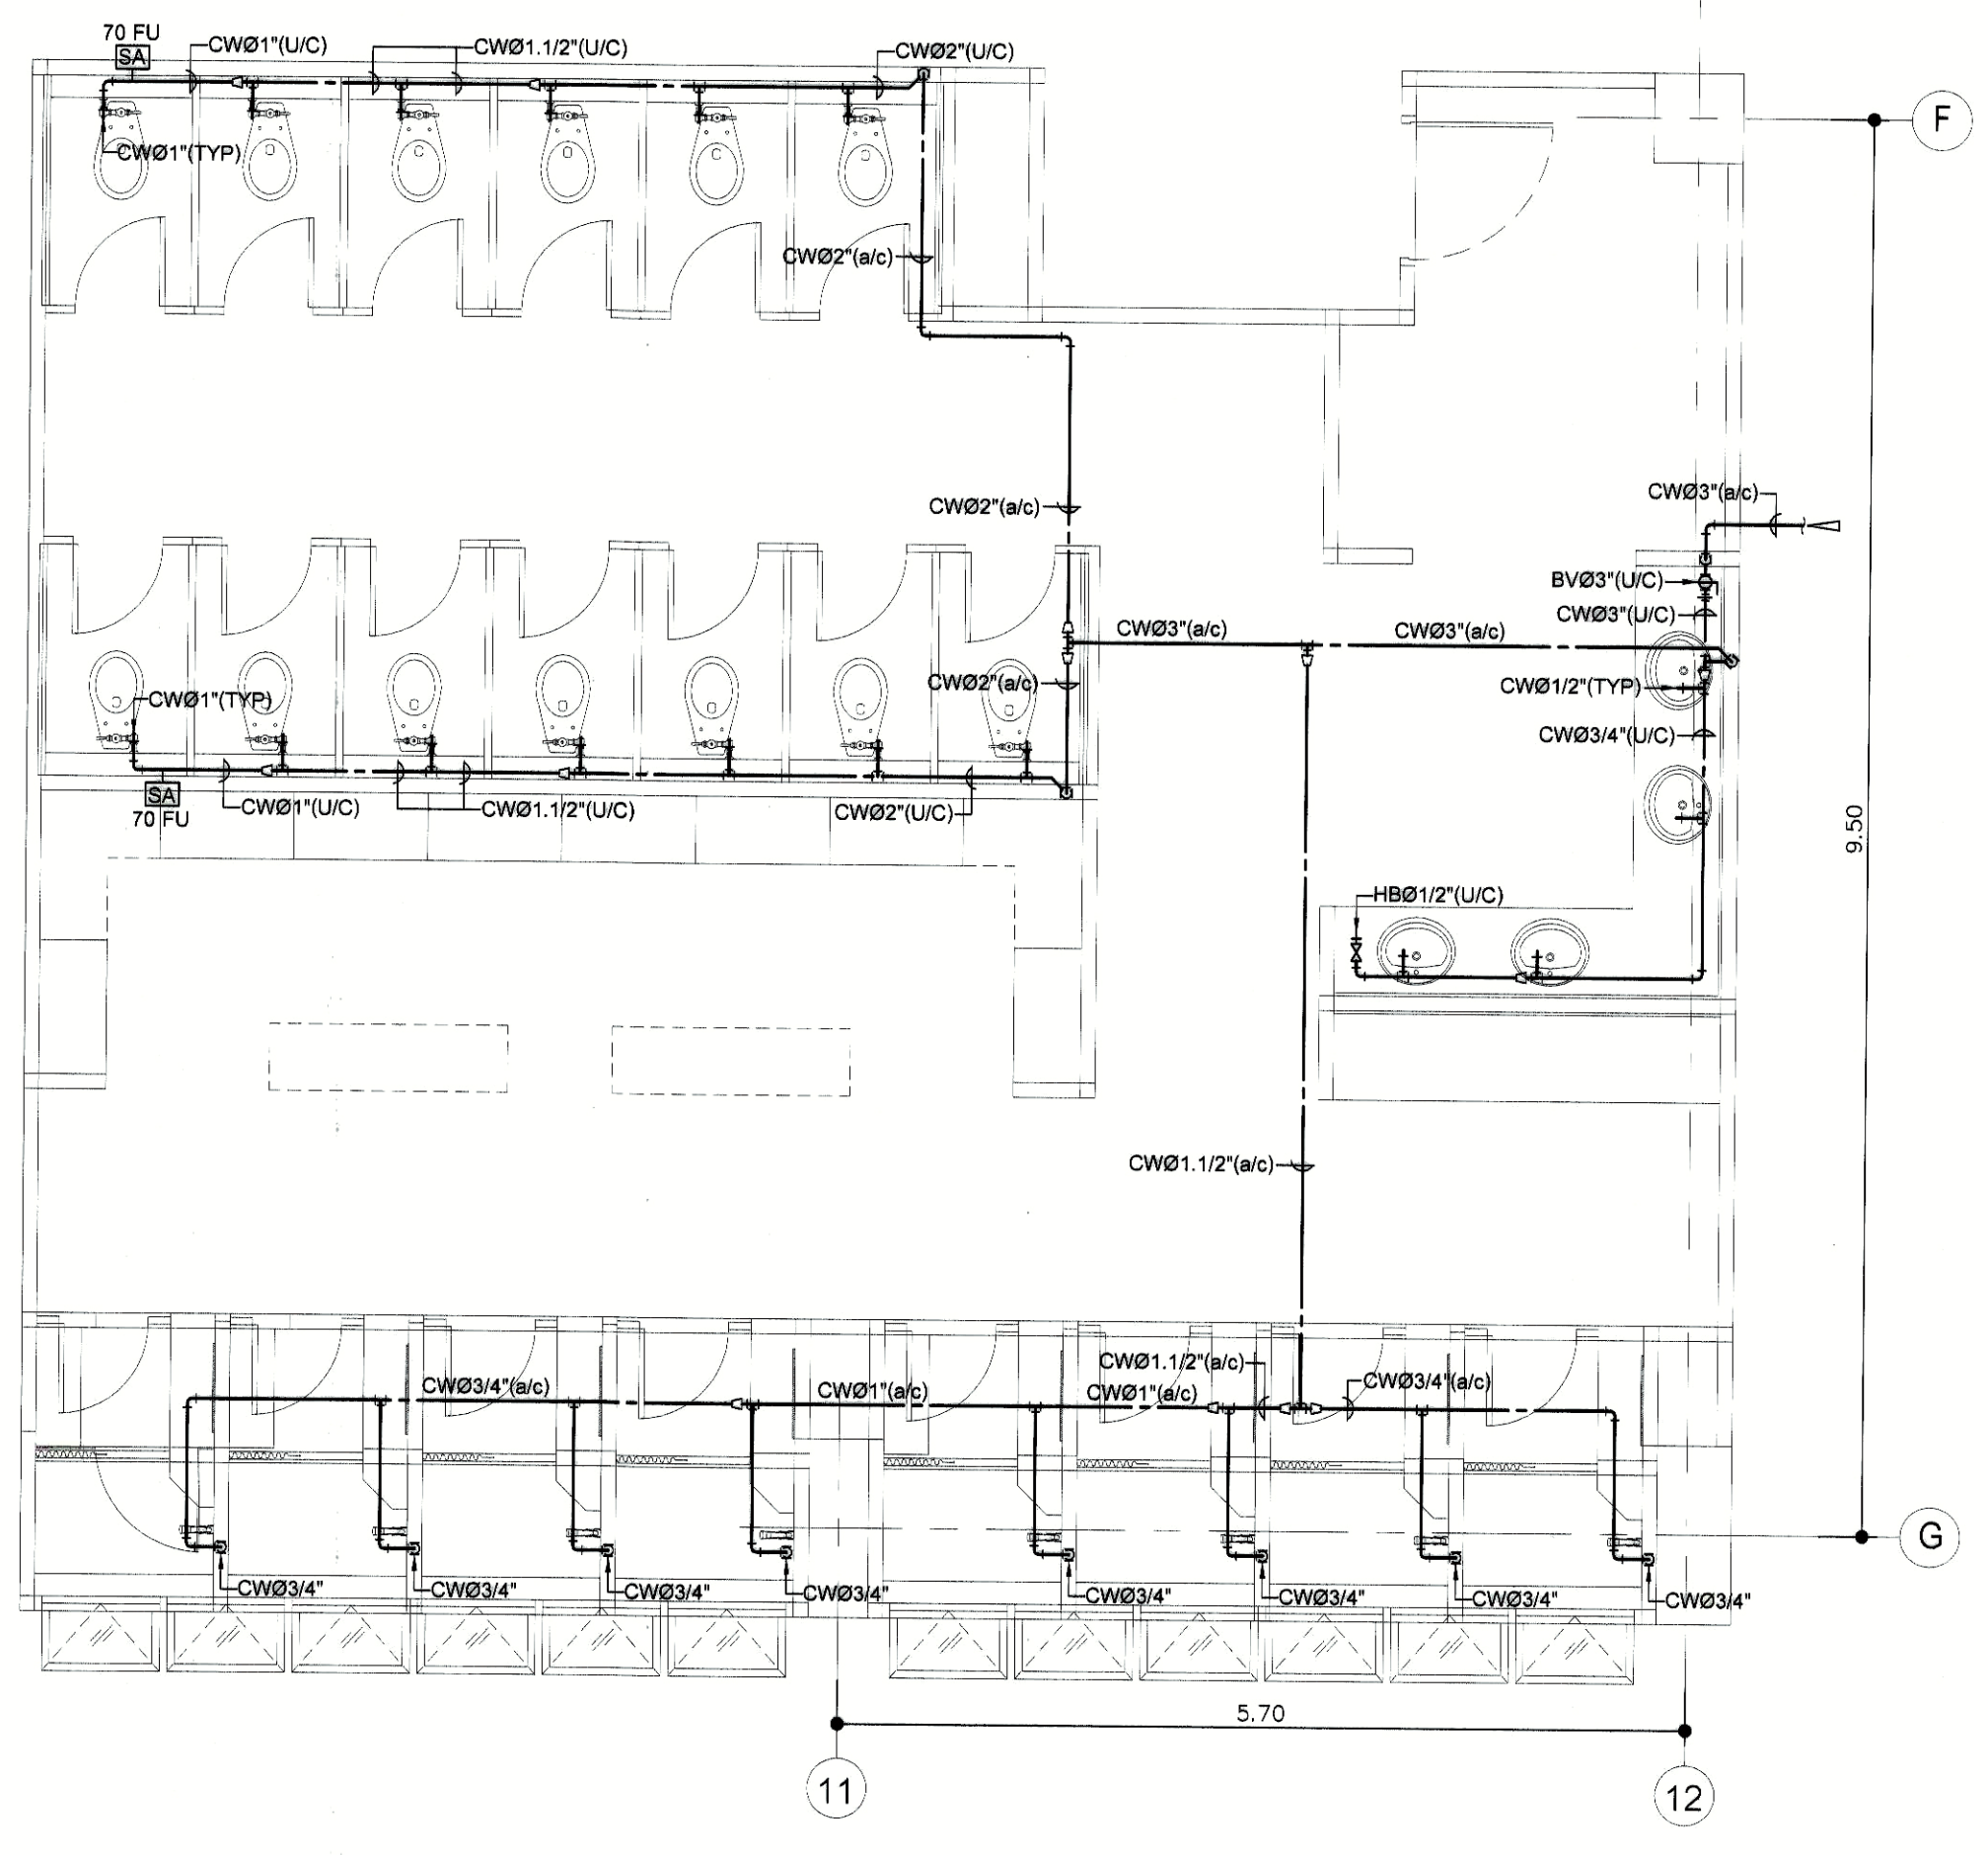 70 FU
SA
CWØ1"(U/C)
CWØ1.1/2"(U/C)
CWØ2"(U/C)
F
CWØ1"(TYP)
CWØ2"(a/c)
CWØ2"(a/c)
CWØ3"(a/c)
BVØ3"(U/C)
CWØ3"(U/C)
CWØ3"(a/c)
CWØ3"(a/c)
CWØ2"(a/c)
CWØ1/2"(TYP)
CWØ1"(TYP)
CWØ3/4"(U/C)
SA
70 FU
CWØ1"(U/C)
CWØ1.1/2"(U/C)
CWØ2"(U/C)
9.50
HBØ1/2"(U/C)
CWØ1.1/2"(a/c)
CWØ1.1/2"(a/c)
CWØ3/4"(a/c)
CWØ1"(a/c)
CWØ1"(a/c)
CWØ3/4"(a/c)
G
CWØ3/4"
CWØ3/4"
CWØ3/4"
CWØ3/4"
CWØ3/4"
CWØ3/4"
CWØ3/4"
CWØ3/4"
5.70
11
12